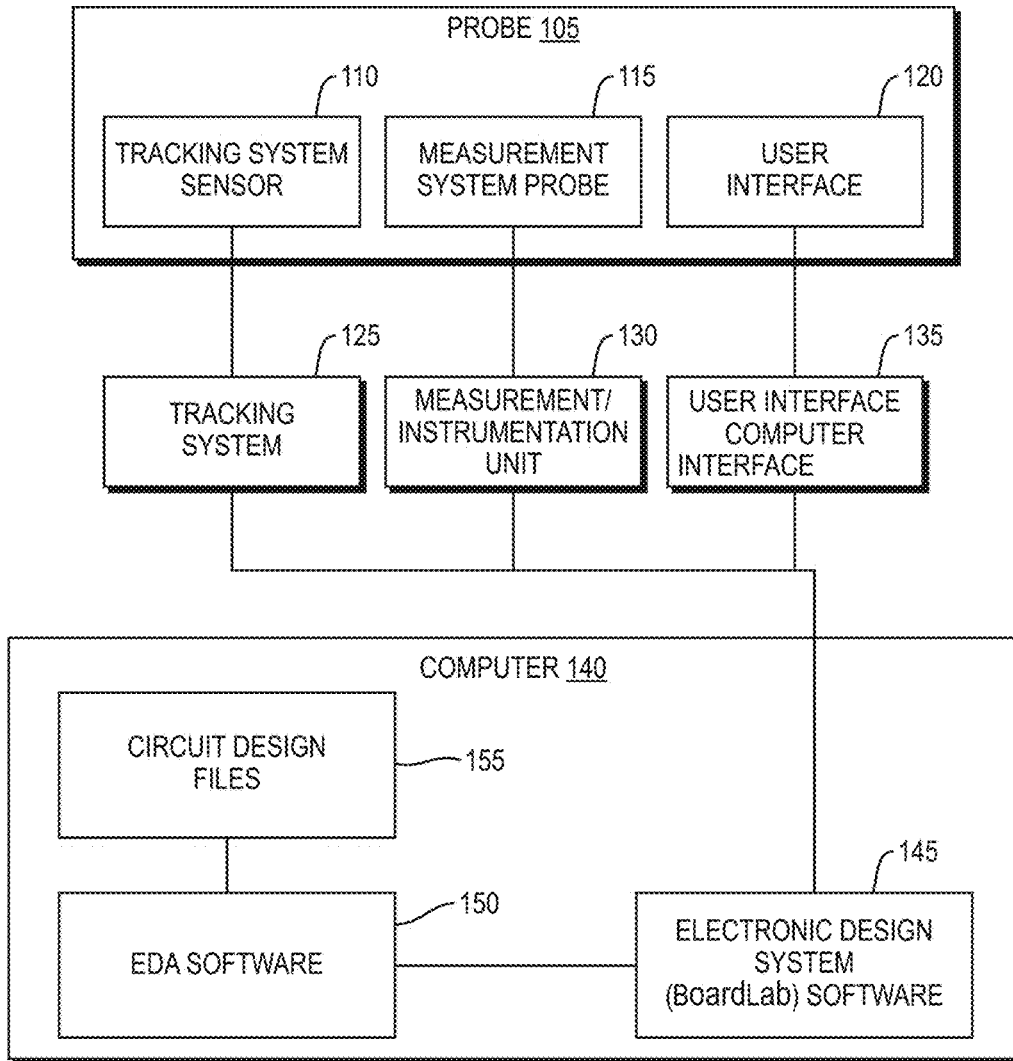 PROBE 105
110
115
120
TRACKING SYSTEM
SENSOR
MEASUREMENT
SYSTEM PROBE
USER
INTERFACE
125
130
135
TRACKING
SYSTEM
MEASUREMENT/
INSTRUMENTATION
UNIT
USER INTERFACE
COMPUTER
INTERFACE
COMPUTER 140
CIRCUIT DESIGN
FILES
155
145
EDA SOFTWARE
150
ELECTRONIC DESIGN
SYSTEM
(BoardLab) SOFTWARE